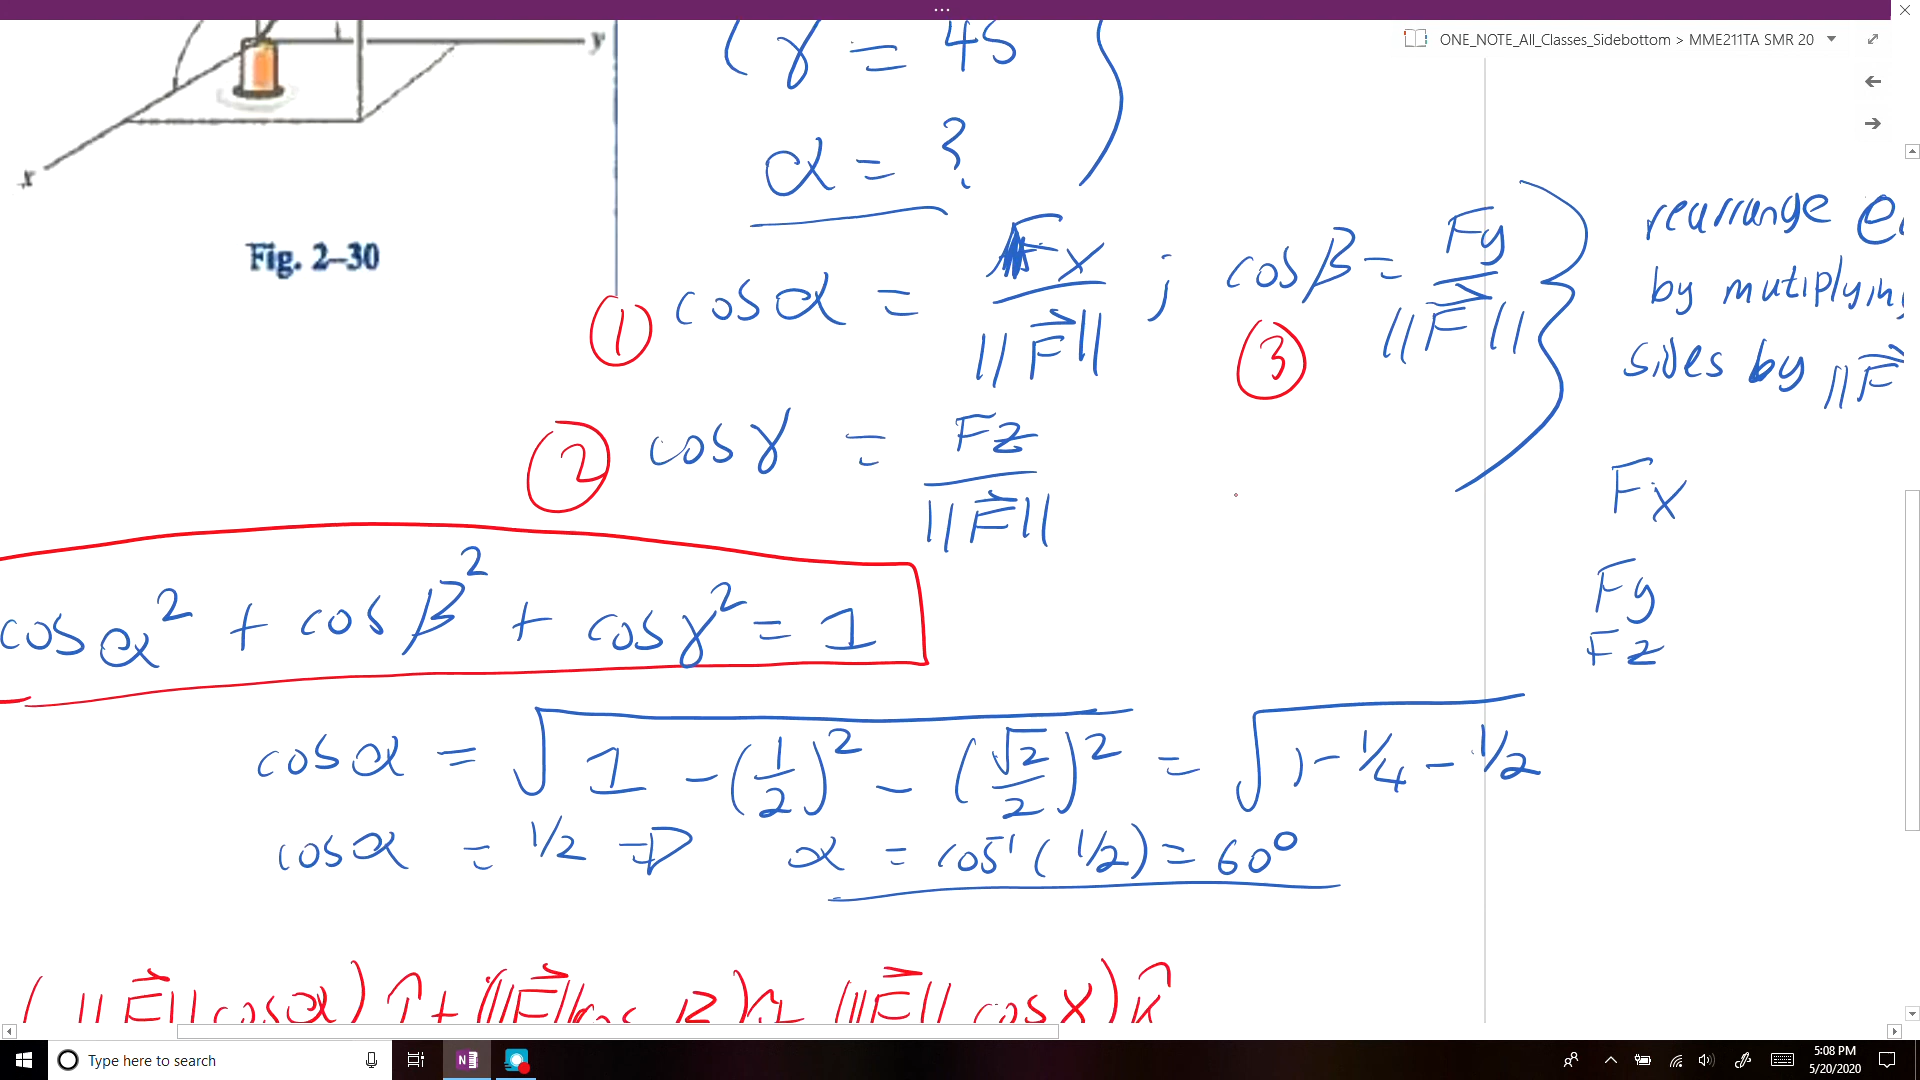 ...
ONE_NOTE_All_Classes_Sidebottom > MME211TA SMR 20
y
x
Fig. 2–30
( γ = 45
α = ?
① cos α = Fx / ||F⃗|| ; ③ cos β = Fy / ||F⃗||
② cos γ = Fz / ||F⃗||
rearrange
by mutiplying
sides by ||F⃗
Fx
Fy
Fz
cos α² + cos β² + cos γ² = 1
cos α = √(1 - (1/2)² - (√2/2)²) = √(1 - 1/4 - 1/2)
cos α = 1/2 ⇒ α = cos⁻¹(1/2) = 60°
(||F⃗|| cos α) î + (||F⃗|| cos β) + ||F⃗|| cos γ) k̂
Type here to search
N
5:08 PM
5/20/2020